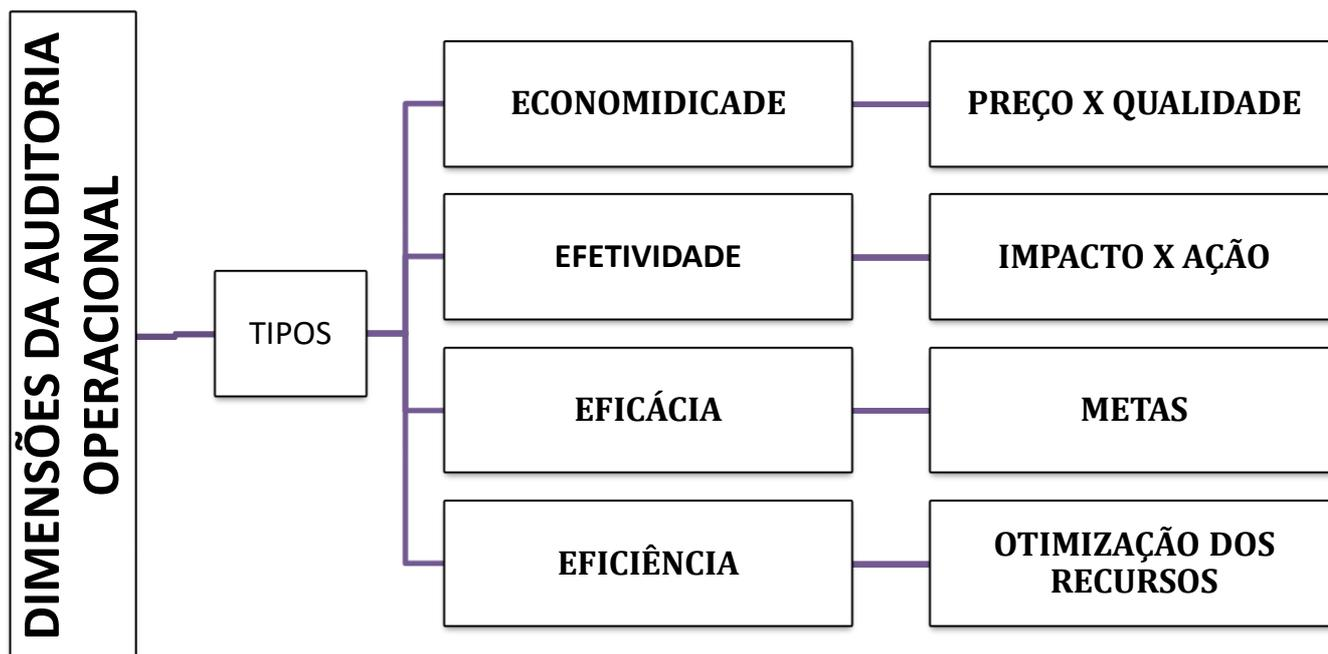 DIMENSÕES DA AUDITORIA
OPERACIONAL
TIPOS
ECONOMIDICADE
PREÇO X QUALIDADE
EFETIVIDADE
IMPACTO X AÇÃO
EFICÁCIA
METAS
EFICIÊNCIA
OTIMIZAÇÃO DOS
RECURSOS